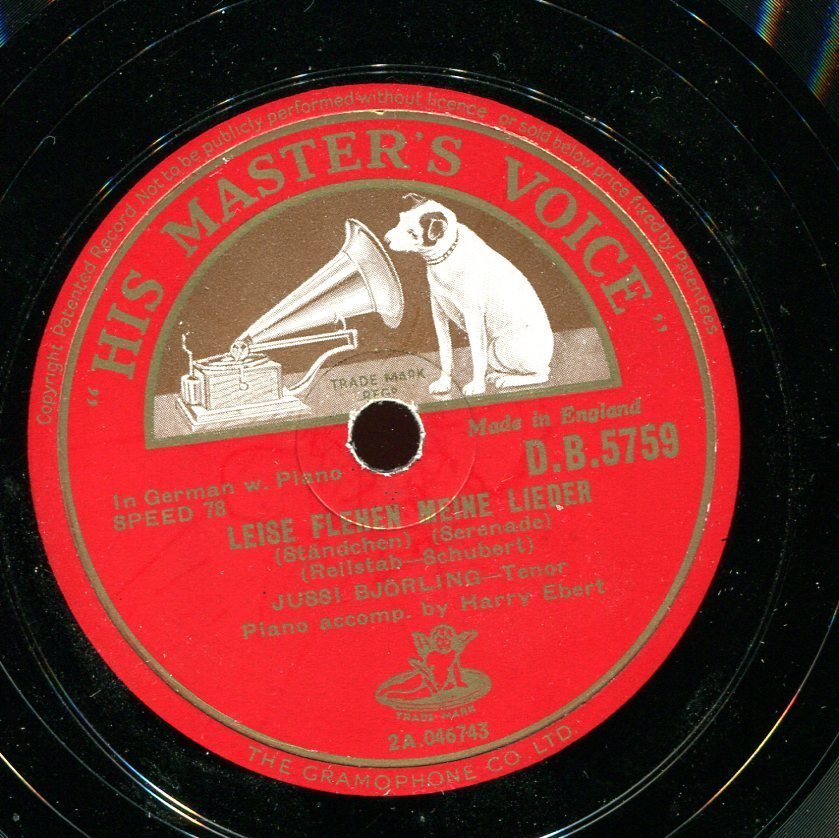 Copyright Patented Record Not to be publicly performed without licence or sold below price fixed by Patentees
"HIS MASTER'S VOICE"
TRADE MARK
REGD
Made in England
D.B.5759
In German w. Piano
SPEED 78
LEISE FLEHEN MEINE LIEDER
(Ständchen) (Serenade)
(Rellstab—Schubert)
JUSSI BJÖRLING—Tenor
Piano accomp. by Harry Ebert
TRADE-MARK
2A.046743
THE GRAMOPHONE CO. LTD.